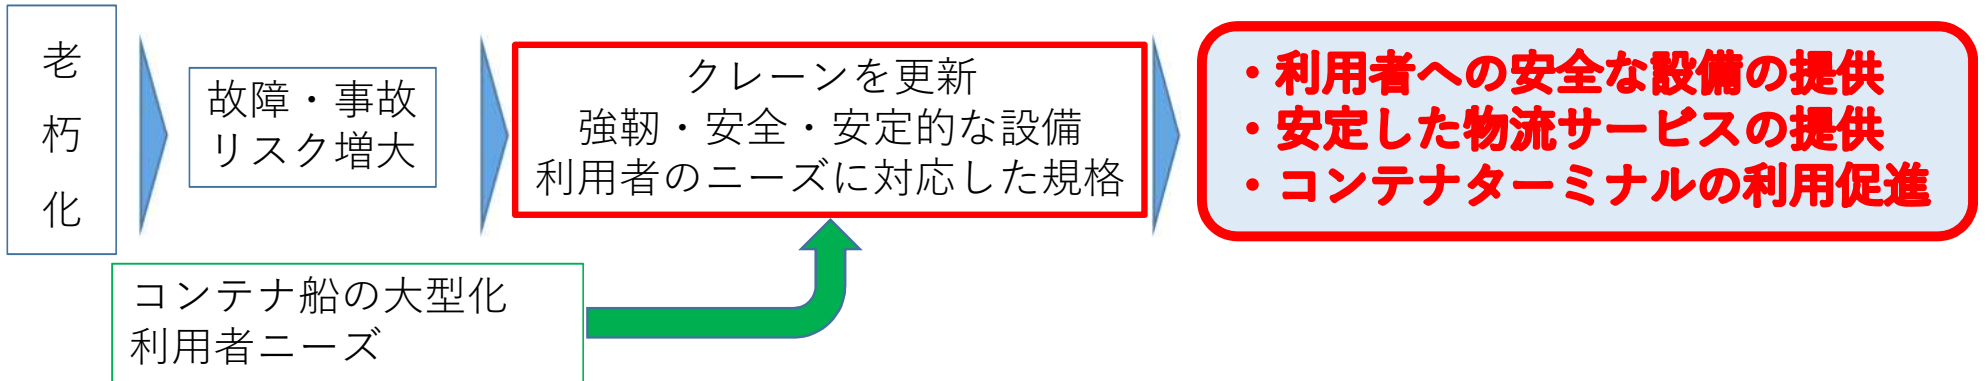 老朽化
故障・事故
リスク増大
クレーンを更新
強靭・安全・安定的な設備
利用者のニーズに対応した規格
・利用者への安全な設備の提供
・安定した物流サービスの提供
・コンテナターミナルの利用促進
コンテナ船の大型化
利用者ニーズ